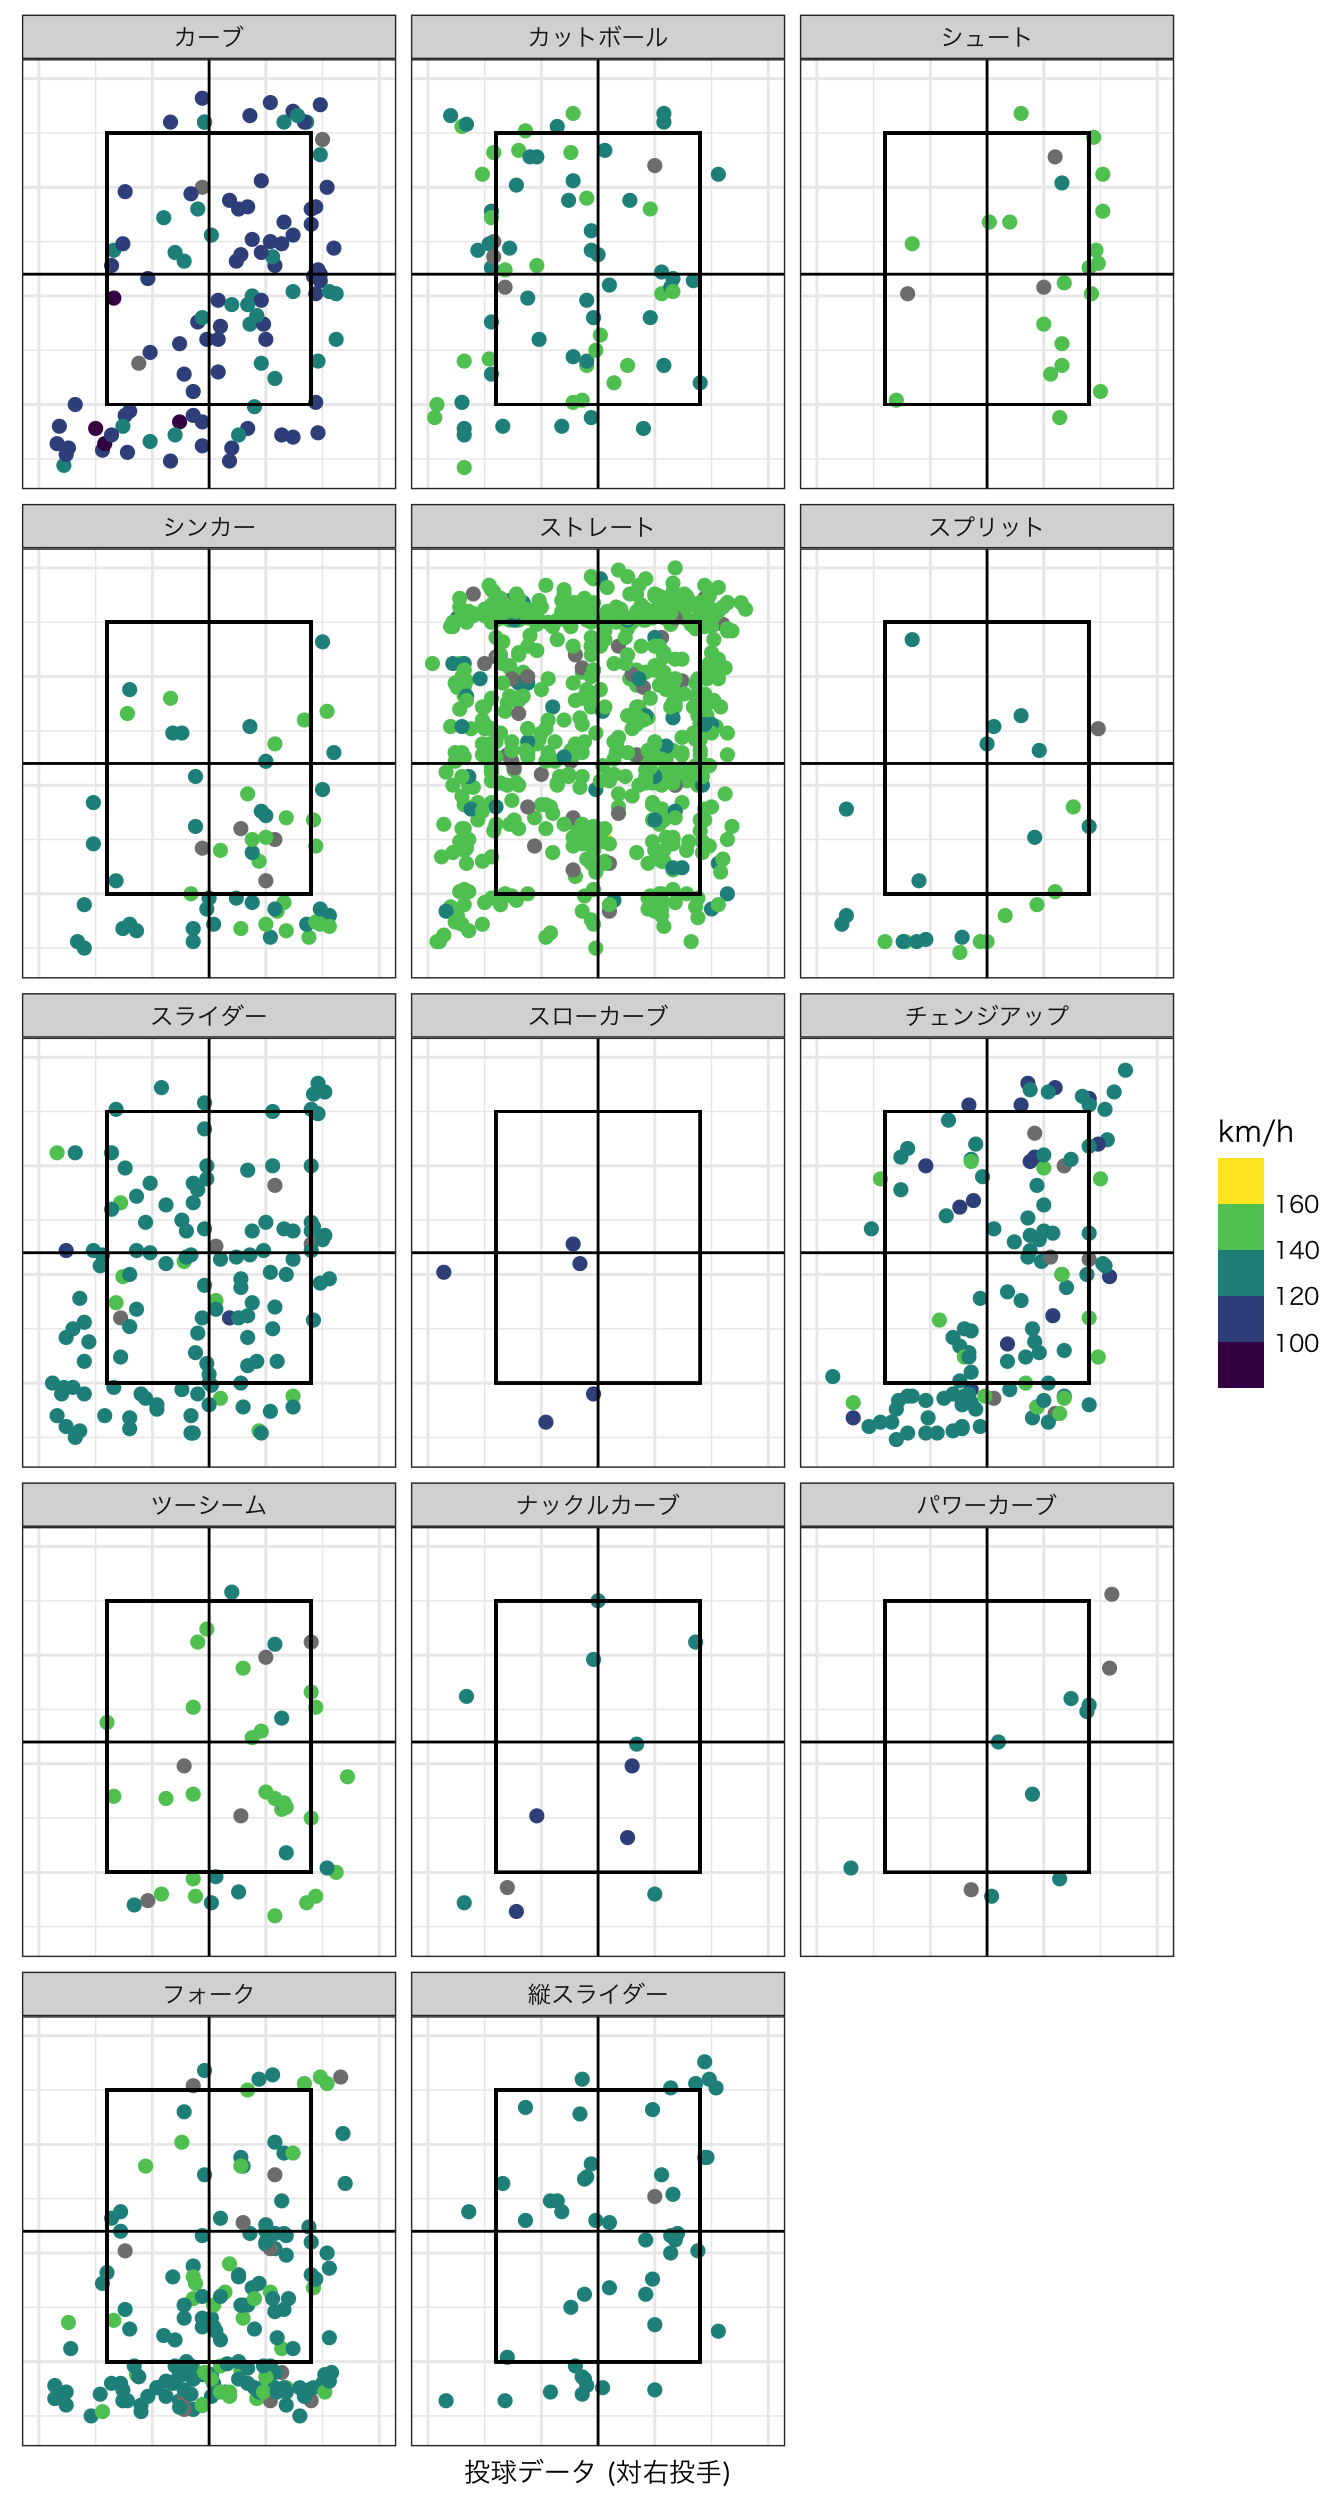 カーブ
カットボール
シュート
シンカー
ストレート
スプリット
スライダー
スローカーブ
チェンジアップ
km/h
160
140
120
100
ツーシーム
ナックルカーブ
パワーカーブ
フォーク
縦スライダー
投球データ (対右投手)